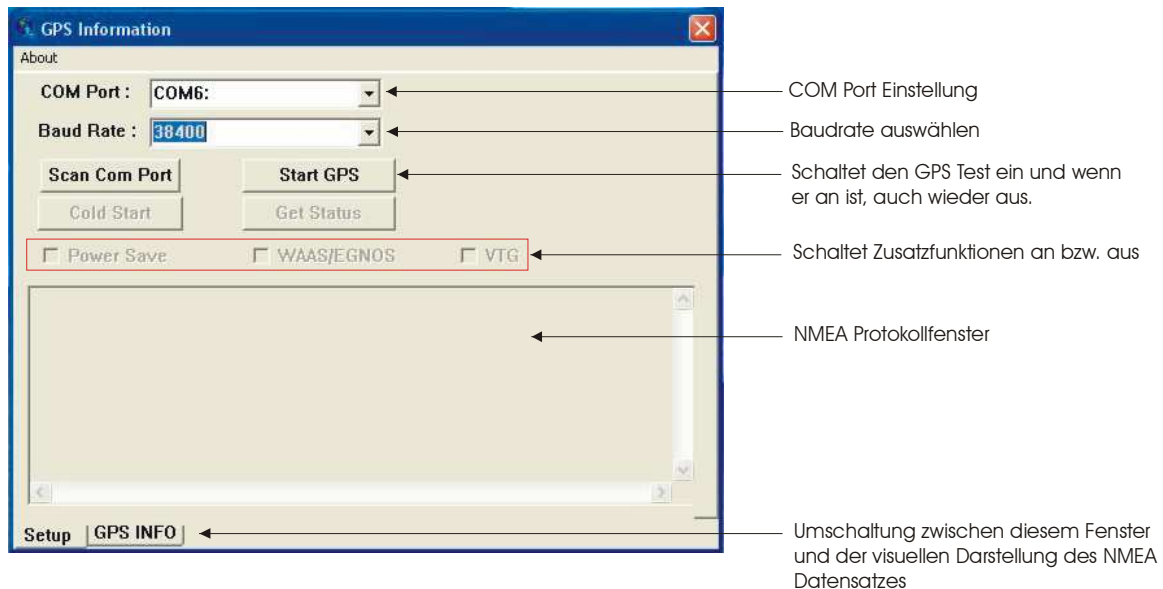 GPS Information
About
COM Port : COM6:
COM Port Einstellung
Baud Rate : 38400
Baudrate auswählen
Scan Com Port Start GPS
Schaltet den GPS Test ein und wenn
er an ist, auch wieder aus.
Cold Start Get Status
Power Save WAAS/EGNOS VTG
Schaltet Zusatzfunktionen an bzw. aus
NMEA Protokollfenster
Setup GPS INFO
Umschaltung zwischen diesem Fenster
und der visuellen Darstellung des NMEA
Datensatzes